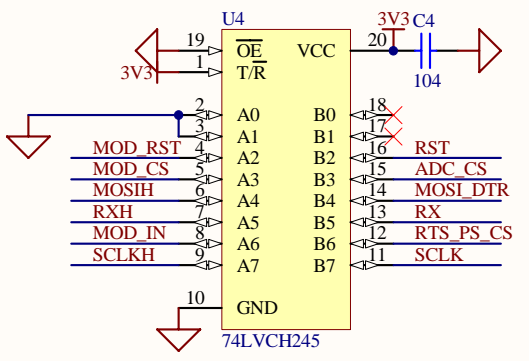 U4
3V3 C4
19 OE VCC 20
3V3 1 T/R
104
2 A0 B0 18
3 A1 B1 17
MOD_RST 4 A2 B2 16 RST
MOD_CS 5 A3 B3 15 ADC_CS
MOSIH 6 A4 B4 14 MOSI_DTR
RXH 7 A5 B5 13 RX
MOD_IN 8 A6 B6 12 RTS_PS_CS
SCLKH 9 A7 B7 11 SCLK
10 GND
74LVCH245